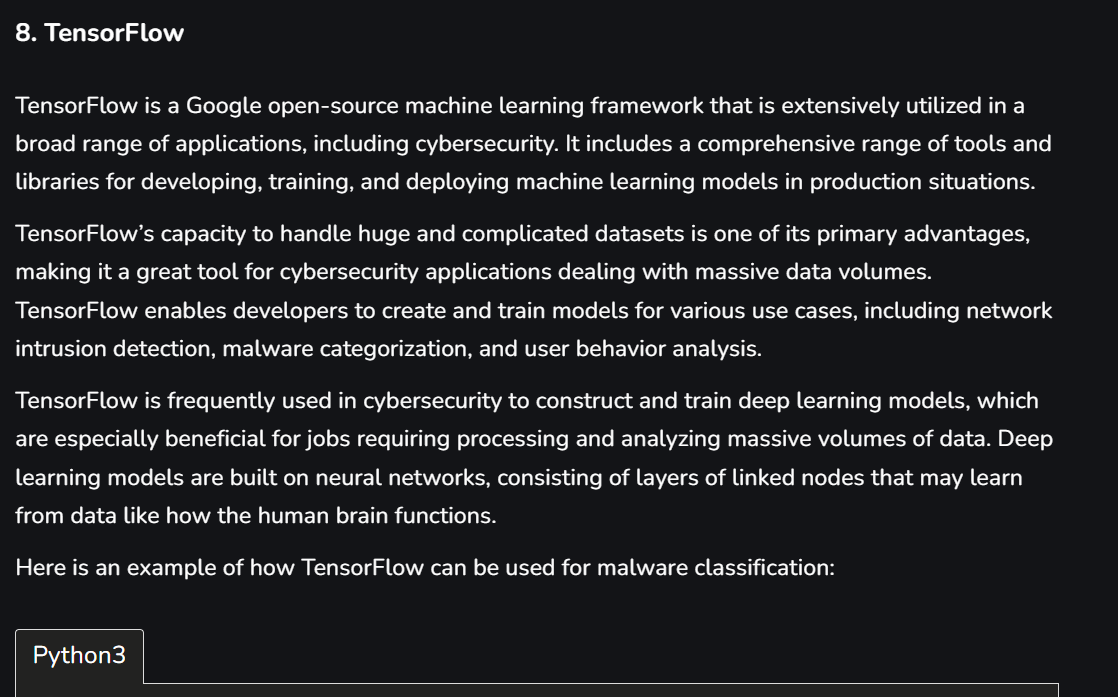 8. TensorFlow
TensorFlow is a Google open-source machine learning framework that is extensively utilized in a
broad range of applications, including cybersecurity. It includes a comprehensive range of tools and
libraries for developing, training, and deploying machine learning models in production situations.
TensorFlow’s capacity to handle huge and complicated datasets is one of its primary advantages,
making it a great tool for cybersecurity applications dealing with massive data volumes.
TensorFlow enables developers to create and train models for various use cases, including network
intrusion detection, malware categorization, and user behavior analysis.
TensorFlow is frequently used in cybersecurity to construct and train deep learning models, which
are especially beneficial for jobs requiring processing and analyzing massive volumes of data. Deep
learning models are built on neural networks, consisting of layers of linked nodes that may learn
from data like how the human brain functions.
Here is an example of how TensorFlow can be used for malware classification:
Python3